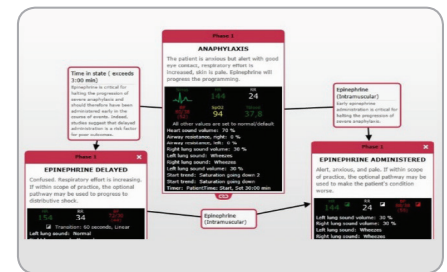 Phase 1
ANAPHYLAXIS
The patient is anxious but alert with good
eye contact, respiratory effort is
increased, skin is pale. Epinephrine will
progress the programming.
HR
144
RR
24
SpO2
94
37,8
All other values are set to normal/default
Heart sound volume: 70 %
Airway resistance, right: 0 %
Airway resistance, left: 0 %
Right lung sound volume: 30 %
Left lung sound: Wheezes
Right lung sound: Wheezes
Left lung sound volume: 30 %
Start trend: Saturation going down 2
Start trend: Saturation going down
Timer: PatientTime: Start, Set 30:00 min
Time in state ( exceeds
3:00 min)
Epinephrine is critical for
halting the progression of
severe anaphylaxis and
should therefore have been
administered early in the
course of events. Indeed,
studies suggest that delayed
administration is a risk factor
for poor outcomes.
Epinephrine
(Intramuscular)
Early epinephrine
administration is critical for
halting the progression of
severe anaphylaxis.
Phase 1
EPINEPHRINE DELAYED
Confused. Respiratory effort is increasing.
If within scope of practice, the optional
pathway may be used to progress to
distributive check.
HR
154
RR
34
Transition: 60 seconds, Linear
Left lung sound: Normal
Epinephrine
(Intramuscular)
Phase 1
EPINEPHRINE ADMINISTERED
Alert, anxious, and pale. If within scope
of practice, the optional pathway may be
used to make the patient's condition
worse.
HR
144
RR
24
Left lung sound volume: 30 %
Right lung sound volume: 30 %
Left lung sound: Wheezes
Right lung sound: Wheezes